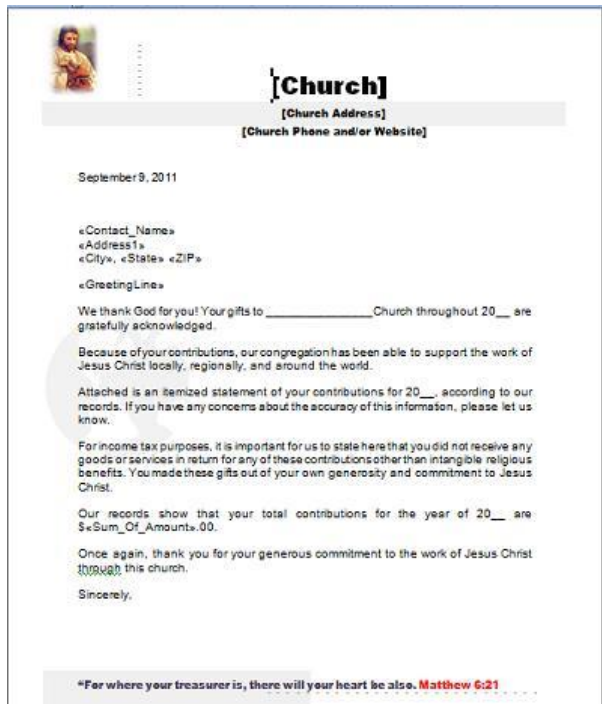 [Church]
[Church Address]
[Church Phone and/or Website]
September 9, 2011
«Contact_Name»
«Address1»
«City», «State» «ZIP»
«GreetingLine»
We thank God for you! Your gifts to ________________Church throughout 20__ are
gratefully acknowledged.
Because of your contributions, our congregation has been able to support the work of
Jesus Christ locally, regionally, and around the world.
Attached is an itemized statement of your contributions for 20__, according to our
records. If you have any concerns about the accuracy of this information, please let us
know.
For income tax purposes, it is important for us to state here that you did not receive any
goods or services in return for any of these contributions other than intangible religious
benefits. You made these gifts out of your own generosity and commitment to Jesus
Christ.
Our records show that your total contributions for the year of 20__ are
$«Sum_Of_Amount».00.
Once again, thank you for your generous commitment to the work of Jesus Christ
through this church.
Sincerely,
“For where your treasurer is, there will your heart be also. Matthew 6:21